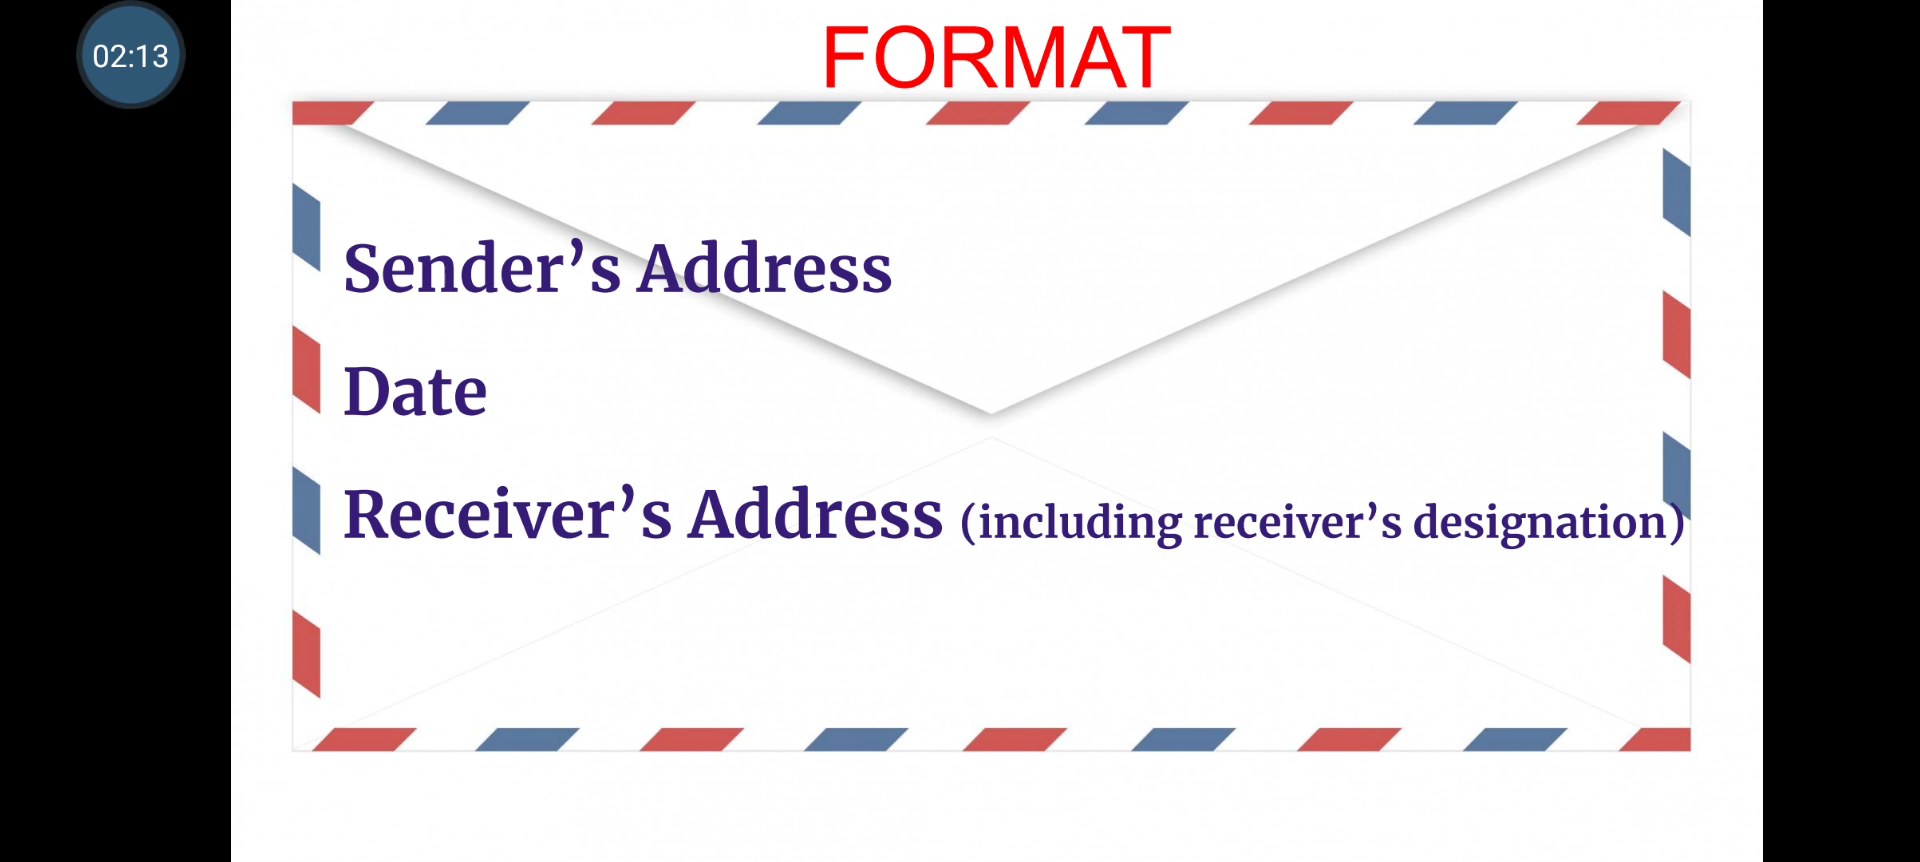 02:13
FORMAT
Sender’s Address
Date
Receiver’s Address (including receiver’s designation)